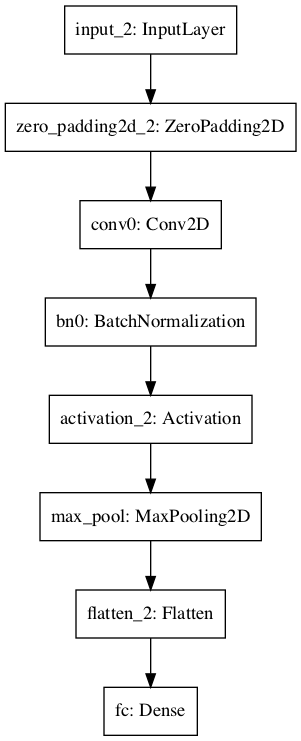 input_2: InputLayer
zero_padding2d_2: ZeroPadding2D
conv0: Conv2D
bn0: BatchNormalization
activation_2: Activation
max_pool: MaxPooling2D
flatten_2: Flatten
fc: Dense